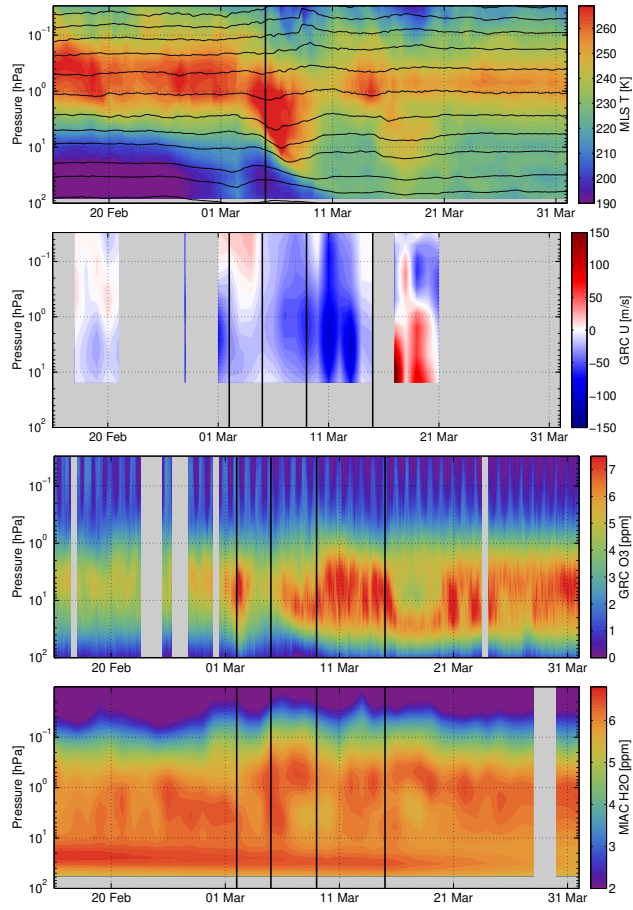 10⁻¹
10⁰
10¹
10²
Pressure [hPa]
20 Feb
01 Mar
11 Mar
21 Mar
31 Mar
260
250
240
230
220
210
200
190
MLS T [K]
10⁻¹
10⁰
10¹
10²
Pressure [hPa]
20 Feb
01 Mar
11 Mar
21 Mar
31 Mar
150
100
50
0
−50
−100
−150
GRC U [m/s]
10⁻¹
10⁰
10¹
10²
Pressure [hPa]
20 Feb
01 Mar
11 Mar
21 Mar
31 Mar
7
6
5
4
3
2
1
0
GRC O3 [ppm]
10⁻¹
10⁰
10¹
10²
Pressure [hPa]
20 Feb
01 Mar
11 Mar
21 Mar
31 Mar
6
5
4
3
2
MIAC H2O [ppm]